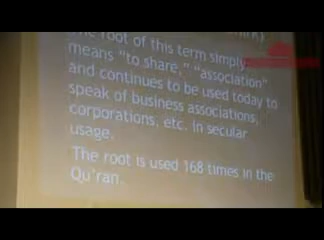 The root of this term simply
means "to share," "association"
and continues to be used today to
speak of business associations,
corporations, etc. in secular
usage.
The root is used 168 times in the
Qu'ran.